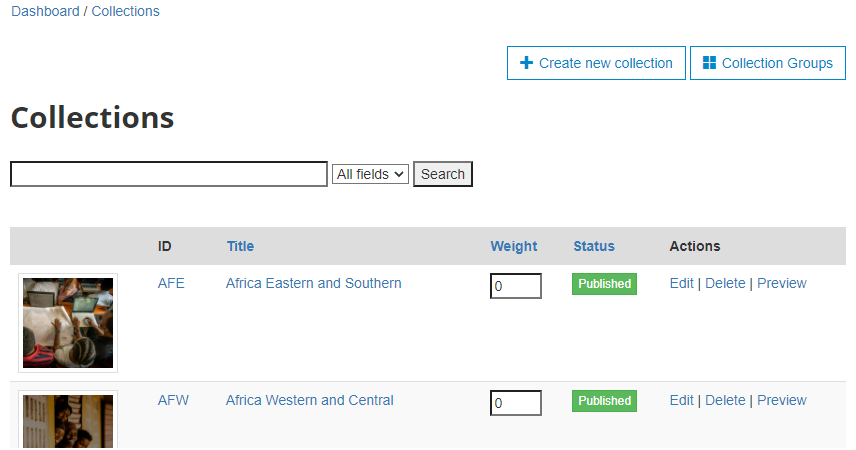 Dashboard / Collections
Create new collection Collection Groups
Collections
All fields Search
ID Title Weight Status Actions
AFE Africa Eastern and Southern 0 Published Edit | Delete | Preview
AFW Africa Western and Central 0 Published Edit | Delete | Preview